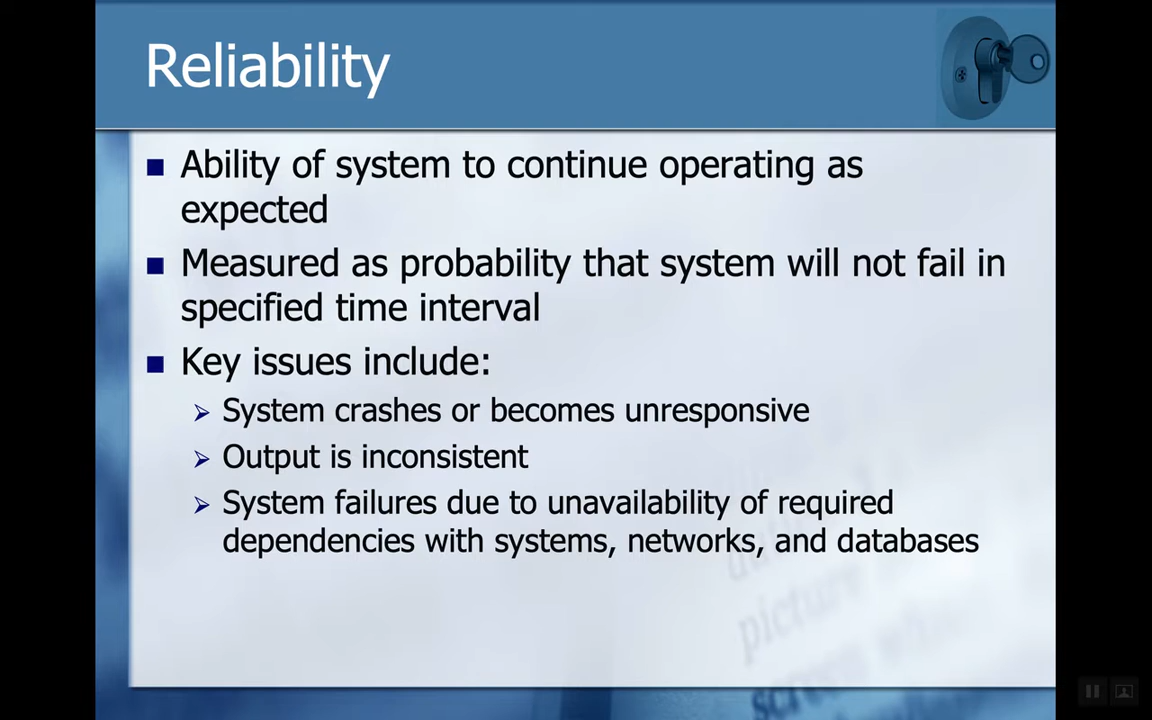 Reliability
Ability of system to continue operating as
expected
Measured as probability that system will not fail in
specified time interval
Key issues include:
System crashes or becomes unresponsive
Output is inconsistent
System failures due to unavailability of required
dependencies with systems, networks, and databases
picture
screen